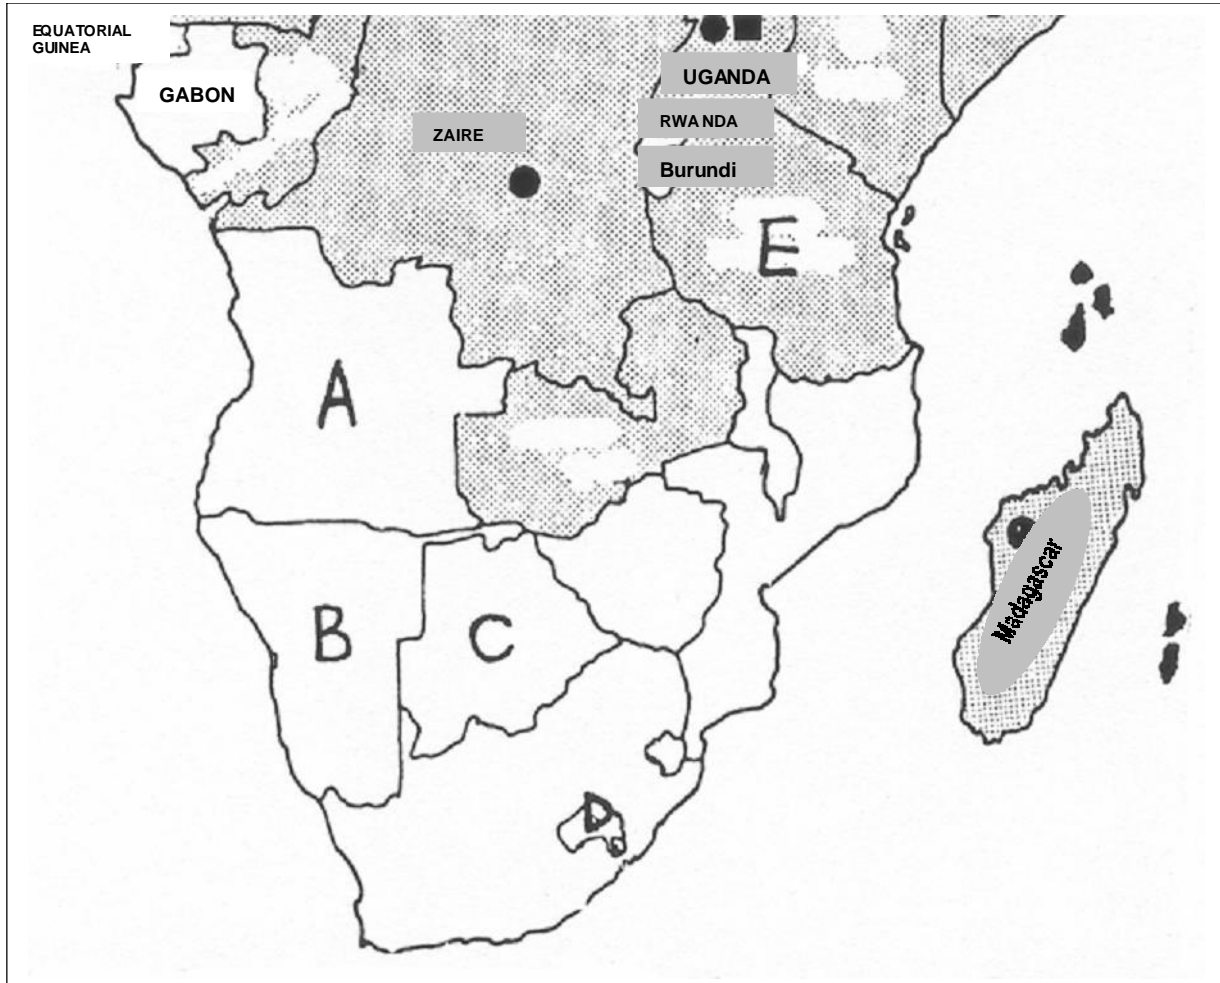 EQUATORIAL
GUINEA
GABON
UGANDA
ZAIRE
RWANDA
Burundi
E
A
Madagascar
B
C
D